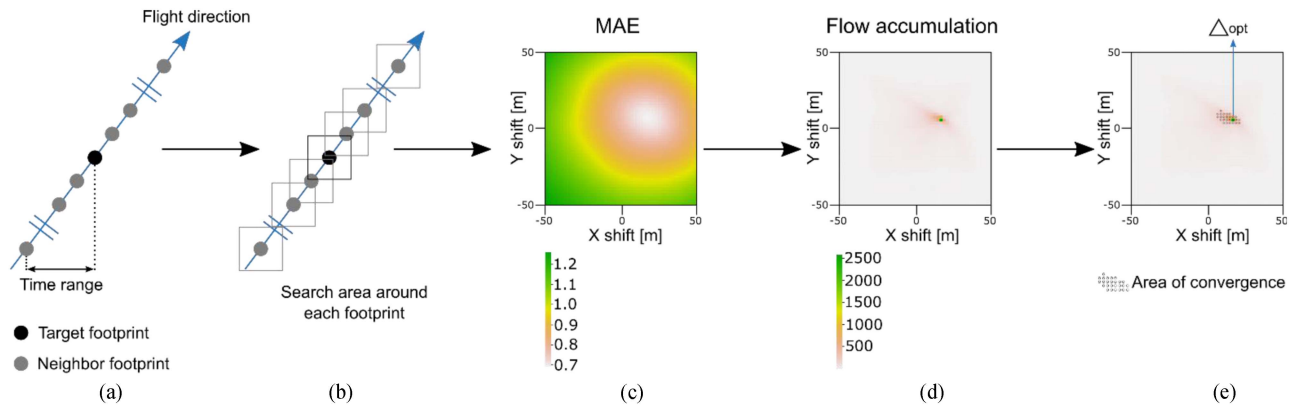 Flight direction
Time range
Target footprint
Neighbor footprint
(a)
Search area around
each footprint
(b)
MAE
50
0
-50
Y shift [m]
-50
0
50
X shift [m]
1.2
1.1
1.0
0.9
0.8
0.7
(c)
Flow accumulation
50
0
-50
Y shift [m]
-50
0
50
X shift [m]
2500
2000
1500
1000
500
(d)
△opt
50
0
-50
Y shift [m]
-50
0
50
X shift [m]
Area of convergence
(e)